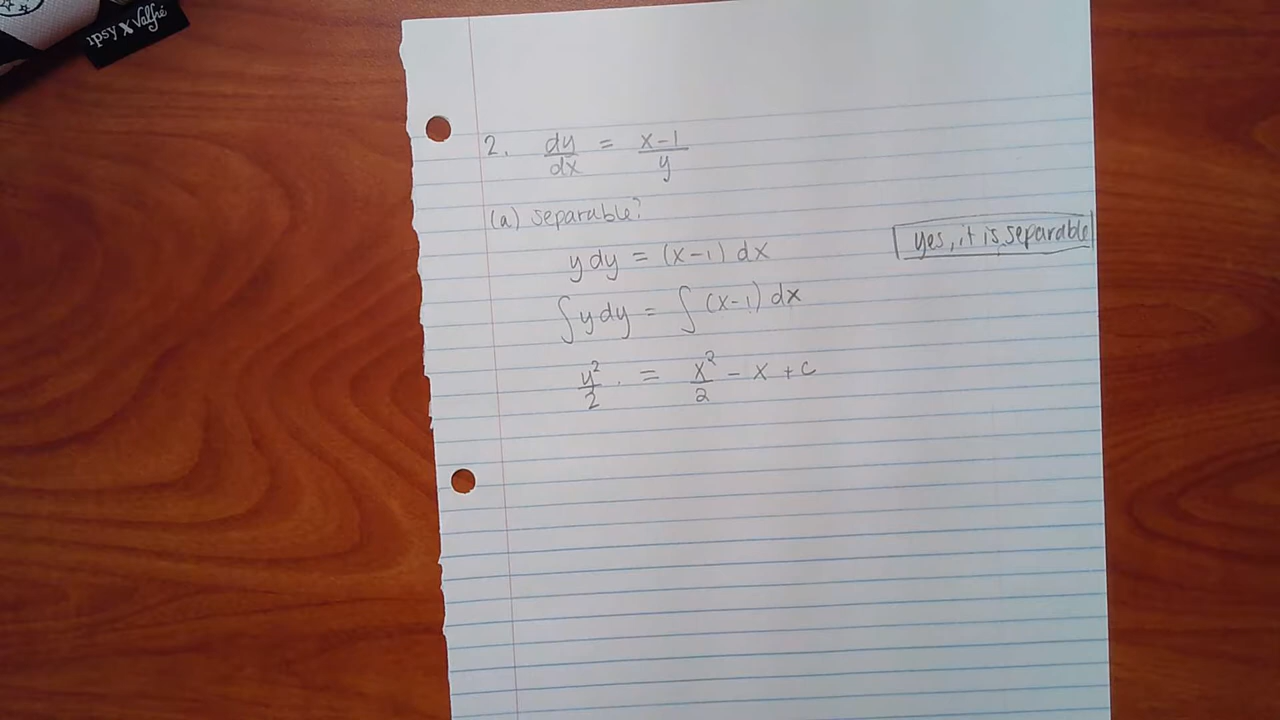 ipsy x Valfré
2. dy/dx = x-1/y
(a) separable?
yes, it is separable
y dy = (x-1) dx
∫ y dy = ∫ (x-1) dx
y²/2 . = x²/2 - x + c